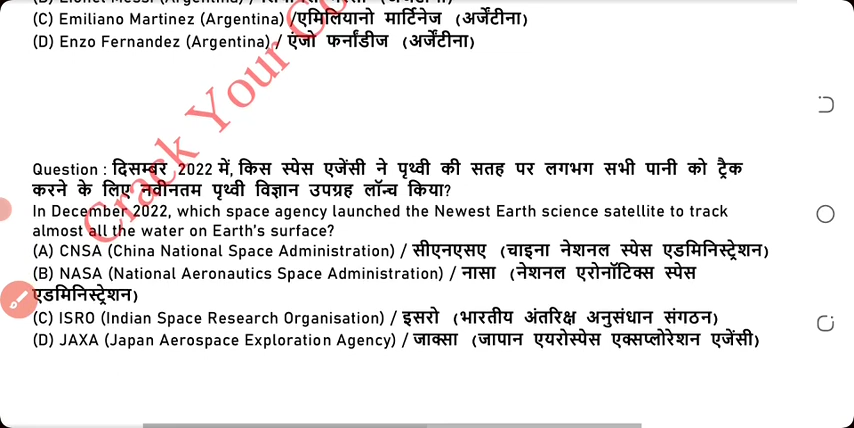 (C) Emiliano Martinez (Argentina) /एमिलियानो मार्टिनेज (अर्जेंटीना)
(D) Enzo Fernandez (Argentina) / एंजो फर्नांडीज (अर्जेंटीना)
Crack Your
Question : दिसम्बर 2022 में, किस स्पेस एजेंसी ने पृथ्वी की सतह पर लगभग सभी पानी को ट्रैक
करने के लिए नवीनतम पृथ्वी विज्ञान उपग्रह लॉन्च किया?
In December 2022, which space agency launched the Newest Earth science satellite to track
almost all the water on Earth's surface?
(A) CNSA (China National Space Administration) / सीएनएसए (चाइना नेशनल स्पेस एडमिनिस्ट्रेशन)
(B) NASA (National Aeronautics Space Administration) / नासा (नेशनल एरोनॉटिक्स स्पेस
एडमिनिस्ट्रेशन)
(C) ISRO (Indian Space Research Organisation) / इसरो (भारतीय अंतरिक्ष अनुसंधान संगठन)
(D) JAXA (Japan Aerospace Exploration Agency) / जाक्सा (जापान एयरोस्पेस एक्सप्लोरेशन एजेंसी)